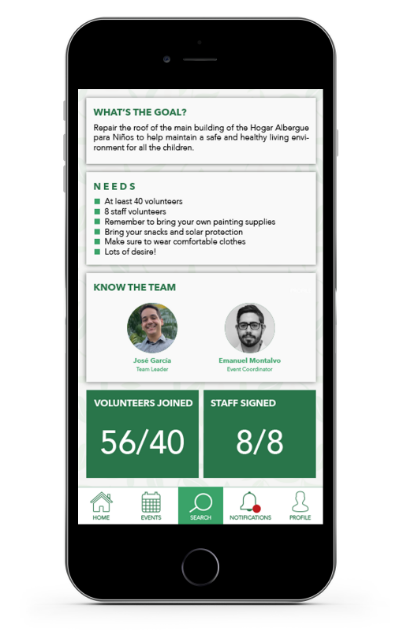 WHAT'S THE GOAL?
Repair the roof of the main building of the Hogar Albergue
para Niños to help maintain a safe and healthy living envi-
ronment for all the children.
NEEDS
At least 40 volunteers
8 staff volunteers
Remember to bring your own painting supplies
Bring your snacks and solar protection
Make sure to wear comfortable clothes
Lots of desire!
KNOW THE TEAM
José García
Team Leader
Emanuel Montalvo
Event Coordinator
VOLUNTEERS JOINED
56/40
STAFF SIGNED
8/8
HOME
EVENTS
SEARCH
NOTIFICATIONS
PROFILE